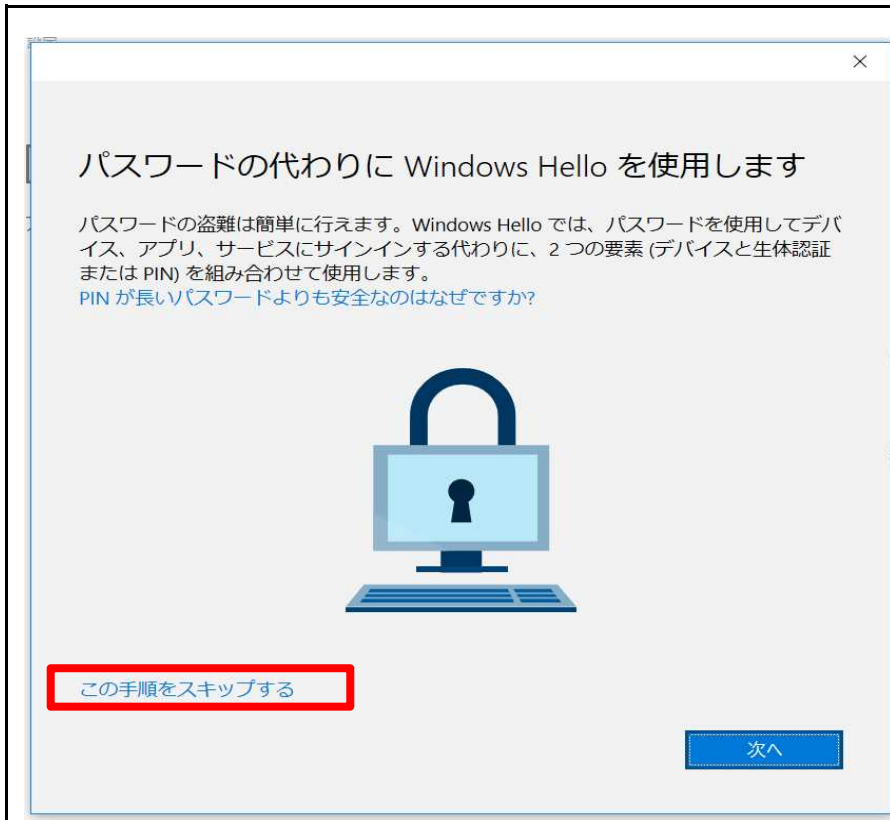 パスワードの代わりに Windows Hello を使用します
パスワードの盗難は簡単に行えます。Windows Hello では、パスワードを使用してデバ
イス、アプリ、サービスにサインインする代わりに、2 つの要素 (デバイスと生体認証
または PIN) を組み合わせて使用します。
PIN が長いパスワードよりも安全なのはなぜですか?
この手順をスキップする
次へ